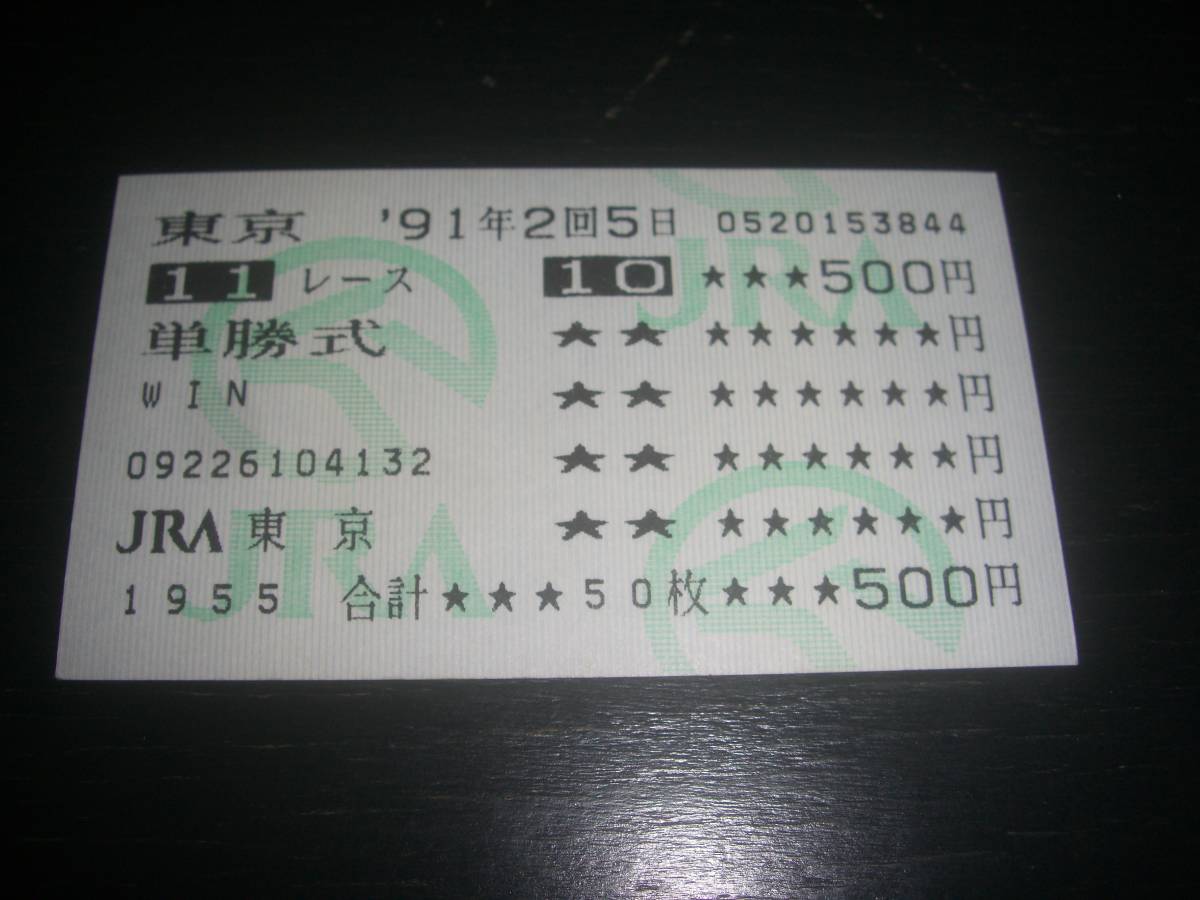 東京 '91年2回5日 0520153844
11 レース 10 ★★★500円
単勝式 ★★ ★★★★★★円
WIN ★★ ★★★★★★円
09226104132 ★★ ★★★★★★円
JRA 東京 ★★ ★★★★★★円
1955 合計★★★50枚★★★500円
JRA
JRA